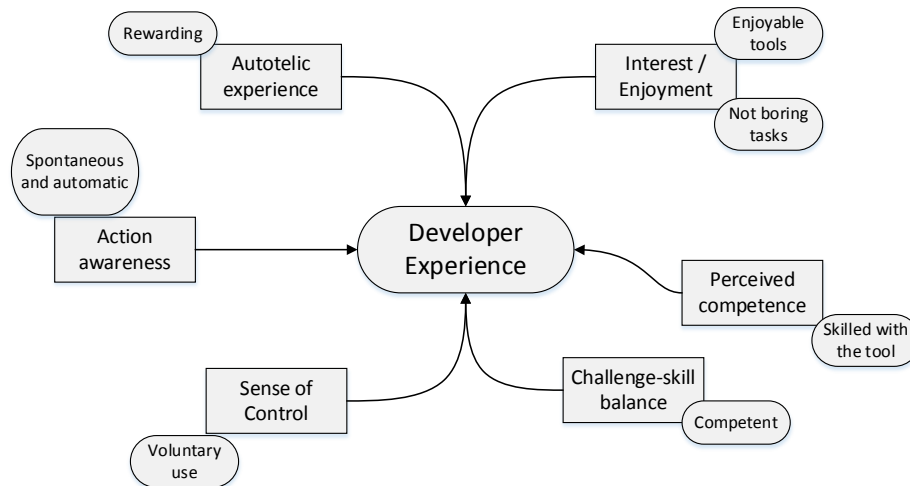 Rewarding
Autotelic
experience
Enjoyable
tools
Interest /
Enjoyment
Not boring
tasks
Spontaneous
and automatic
Action
awareness
Developer
Experience
Perceived
competence
Skilled with
the tool
Sense of
Control
Voluntary
use
Challenge-skill
balance
Competent